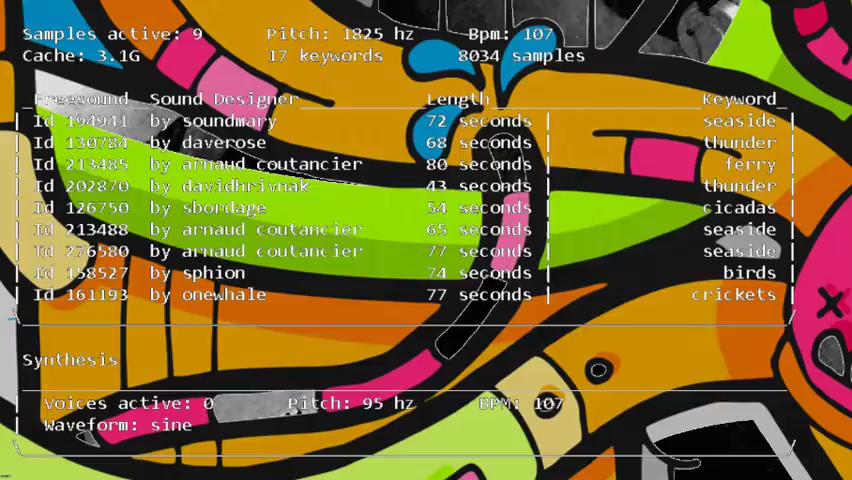 Samples active: 9 Pitch: 1825 hz Bpm: 107
Cache: 3.1G 17 keywords 8034 samples
Freesound Sound Designer Length Keyword
Id 194941 by soundmary 72 seconds seaside
Id 130784 by daverose 68 seconds thunder
Id 213485 by arnaud coutancier 80 seconds ferry
Id 202870 by davidhrivnak 43 seconds thunder
Id 126750 by sbordage 54 seconds cicadas
Id 213488 by arnaud coutancier 65 seconds seaside
Id 276580 by arnaud coutancier 77 seconds seaside
Id 158527 by sphion 74 seconds birds
Id 161193 by onewhale 77 seconds crickets
Synthesis
Voices active: 0 Pitch: 95 hz BPM: 107
Waveform: sine